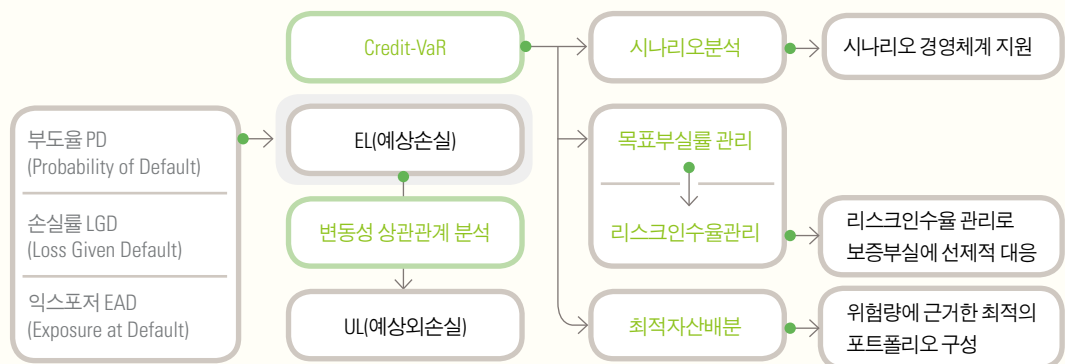 부도율 PD
(Probability of Default)
손실률 LGD
(Loss Given Default)
익스포저 EAD
(Exposure at Default)
Credit-VaR
EL(예상손실)
변동성 상관관계 분석
UL(예상외손실)
시나리오분석
목표부실률 관리
리스크인수율관리
최적자산배분
시나리오 경영체계 지원
리스크인수율 관리로
보증부실에 선제적 대응
위험량에 근거한 최적의
포트폴리오 구성